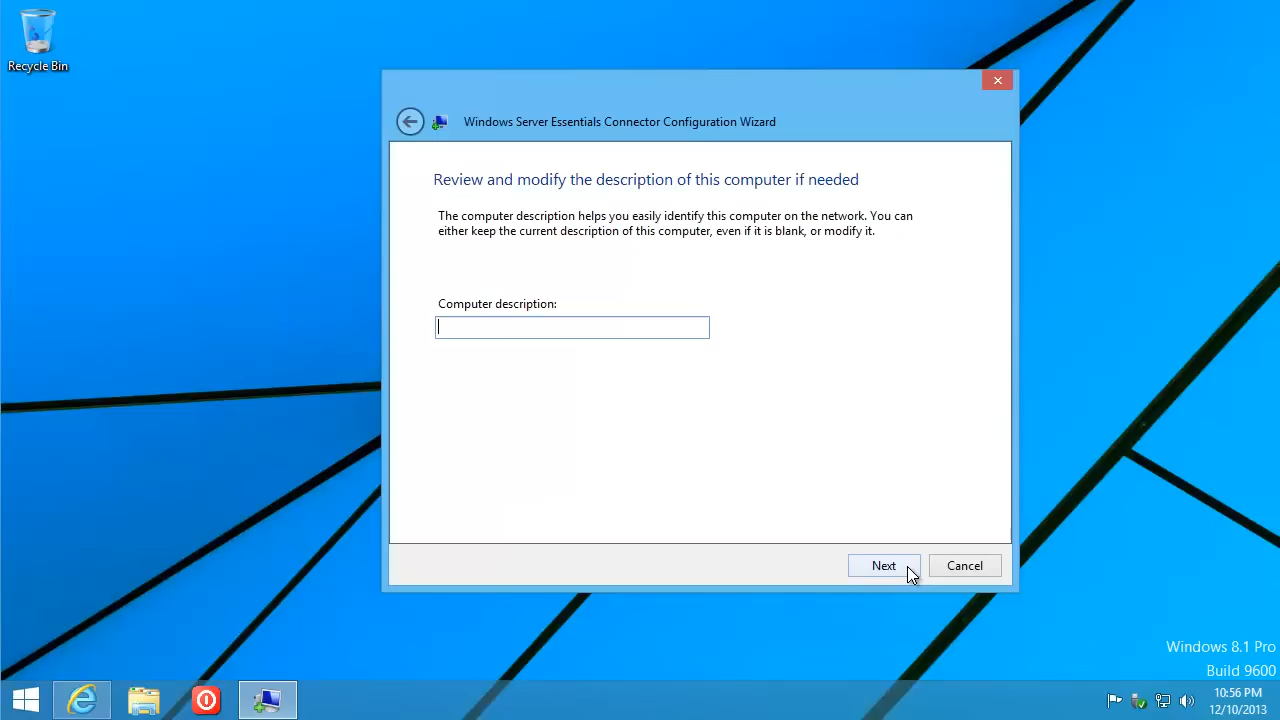 Recycle Bin
Windows Server Essentials Connector Configuration Wizard
Review and modify the description of this computer if needed
The computer description helps you easily identify this computer on the network. You can
either keep the current description of this computer, even if it is blank, or modify it.
Computer description:
Next
Cancel
Windows 8.1 Pro
Build 9600
10:56 PM
12/10/2013